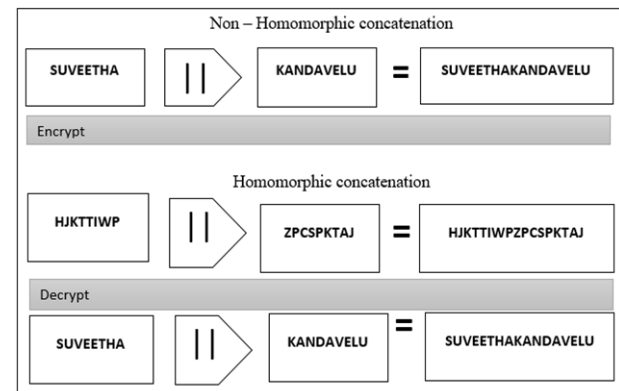 Non – Homomorphic concatenation
SUVEETHA || KANDAVELU = SUVEETHAKANDAVELU
Encrypt
Homomorphic concatenation
HJKTTIWP || ZPCSPKTAJ = HJKTTIWPZPCSPKTAJ
Decrypt
SUVEETHA || KANDAVELU = SUVEETHAKANDAVELU